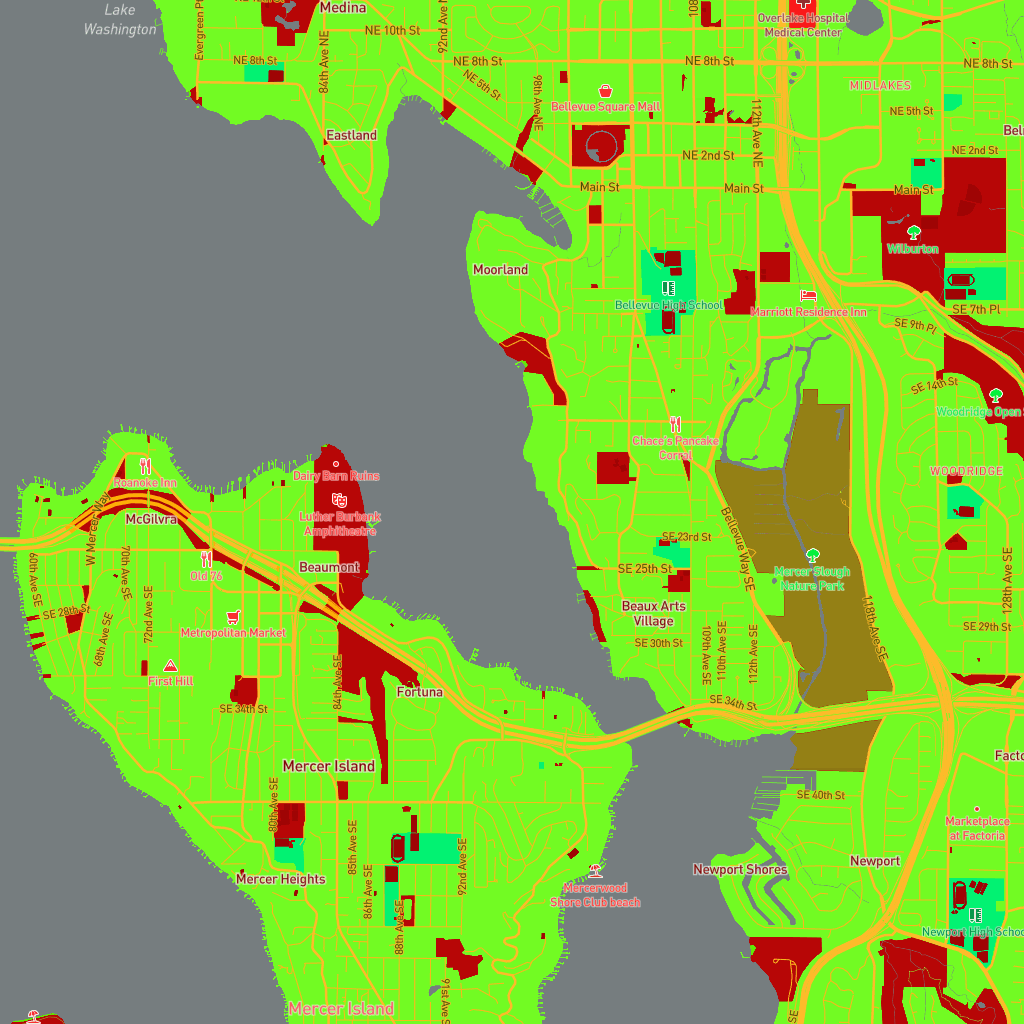 Lake
Washington
Evergreen Pl
Medina
NE 10th St
84th Ave NE
92nd Ave N
108
Overlake Hospital
Medical Center
NE 8th St
NE 8th St
NE 8th St
NE 8th St
NE 5th St
98th Ave NE
MIDLAKES
Bellevue Square Mall
112th Ave NE
NE 5th St
Eastland
NE 2nd St
NE 2nd St
Main St
Main St
Main St
Wilburton
Moorland
Bellevue High School
Marriott Residence Inn
SE 7th Pl
SE 9th Pl
SE 14th St
Woodridge Open
Chace's Pancake
Corral
WOODRIDGE
Dairy Barn Ruins
Roanoke Inn
Luther Burbank
Amphitheatre
W Mercer Way
McGilvra
Bellevue Way SE
SE 23rd St
Mercer Slough
Nature Park
Beaumont
SE 25th St
Old 76
60th Ave SE
70th Ave SE
72nd Ave SE
128th Ave SE
SE 28th St
Beaux Arts
Village
Metropolitan Market
68th Ave SE
118th Ave SE
SE 29th St
SE 30th St
109th Ave SE
110th Ave SE
112th Ave SE
First Hill
84th Ave SE
Fortuna
SE 34th St
SE 34th St
Mercer Island
Facto
SE 40th St
80th Ave SE
Marketplace
at Factoria
85th Ave SE
92nd Ave SE
Newport Shores
Newport
Mercer Heights
86th Ave SE
Mercerwood
Shore Club beach
88th Ave SE
Newport High Schoo
91st Ave S
Mercer Island
SE